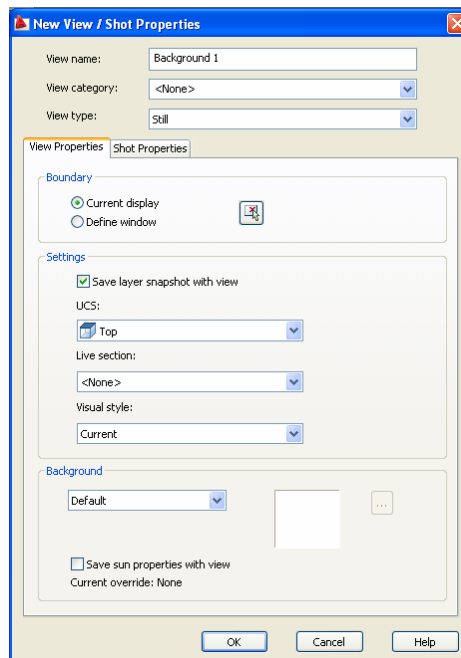 New View / Shot Properties
View name: Background 1
View category: <None>
View type: Still
View Properties Shot Properties
Boundary
Current display
Define window
Settings
Save layer snapshot with view
UCS:
Top
Live section:
<None>
Visual style:
Current
Background
Default
...
Save sun properties with view
Current override: None
OK Cancel Help